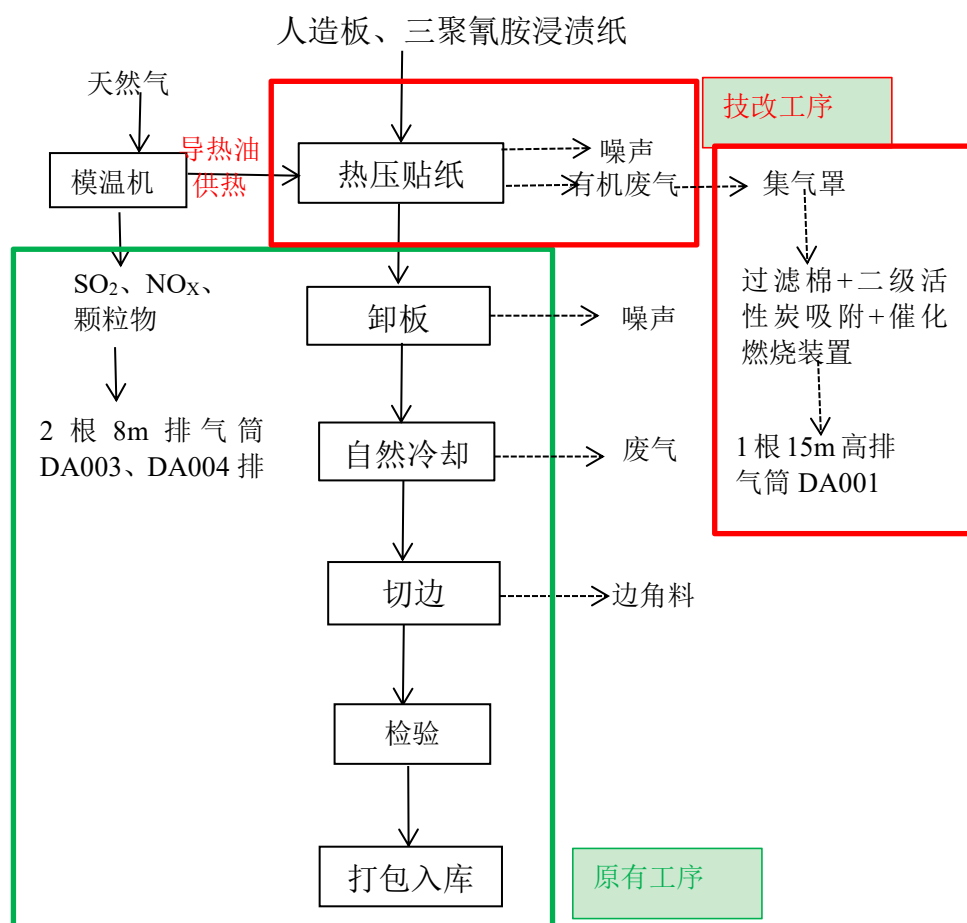 人造板、三聚氰胺浸渍纸
天然气
技改工序
导热油
供热
模温机
热压贴纸
噪声
有机废气
集气罩
SO₂、NOX、
颗粒物
过滤棉+二级活
性炭吸附+催化
燃烧装置
卸板
噪声
2 根 8m 排气筒
DA003、DA004 排
自然冷却
废气
1 根 15m 高排
气筒 DA001
切边
边角料
检验
打包入库
原有工序